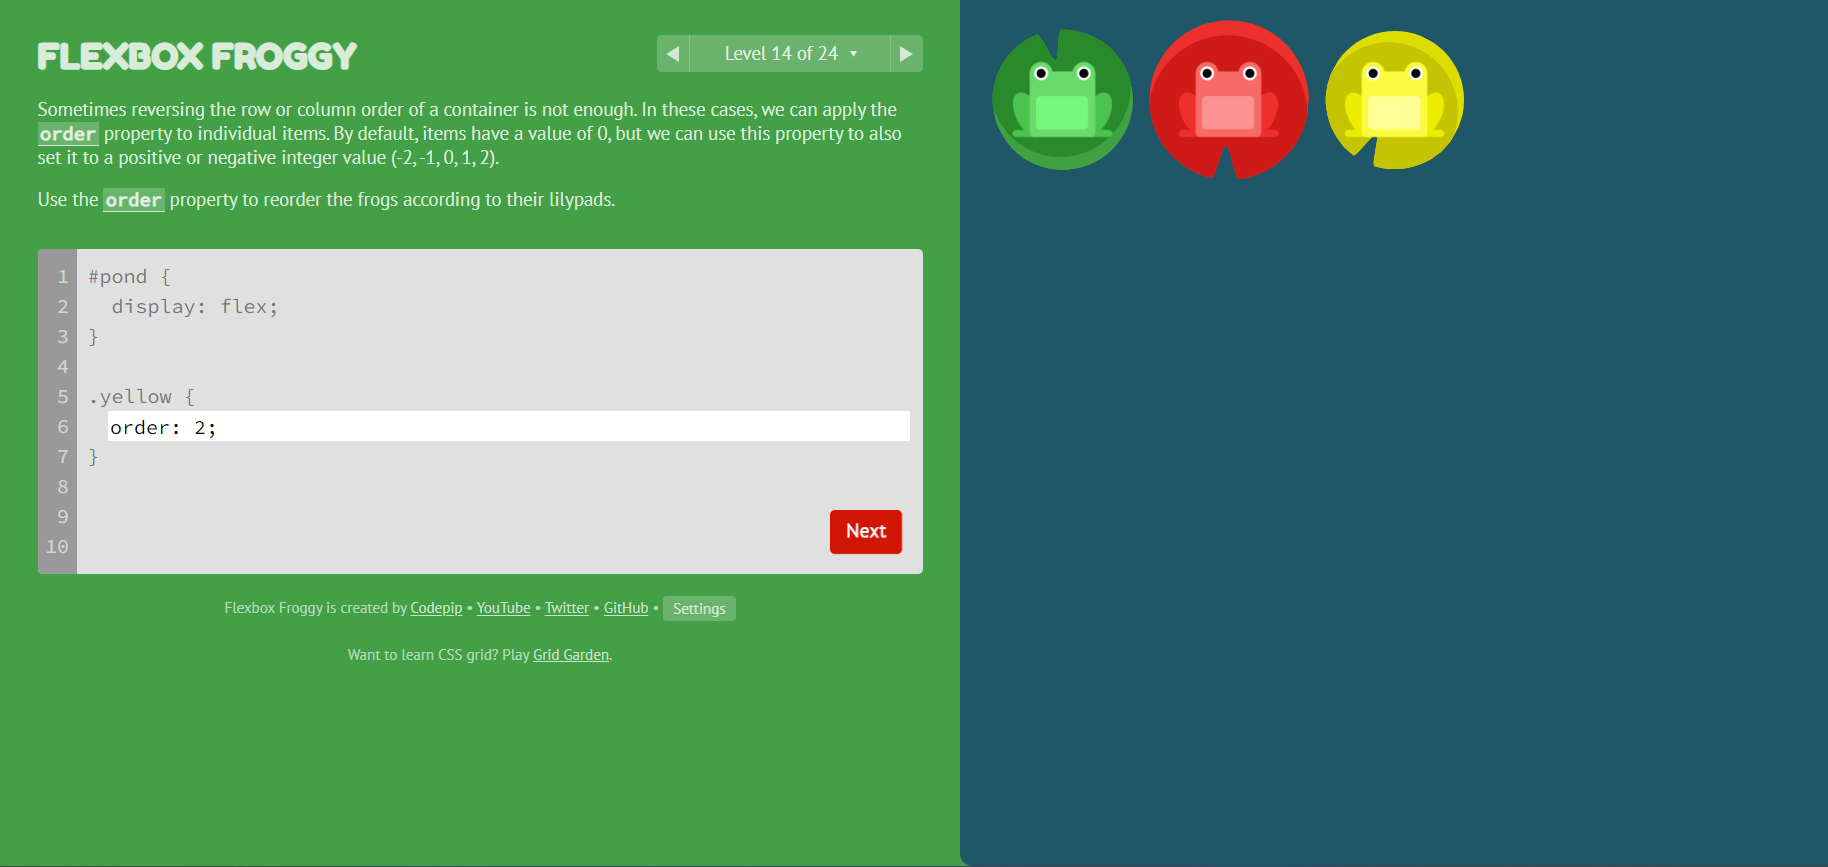 FLEXBOX FROGGY
Level 14 of 24 ▾
Sometimes reversing the row or column order of a container is not enough. In these cases, we can apply the
order property to individual items. By default, items have a value of 0, but we can use this property to also
set it to a positive or negative integer value (-2, -1, 0, 1, 2).
Use the order property to reorder the frogs according to their lilypads.
1 #pond {
2 display: flex;
3 }
4
5 .yellow {
6 order: 2;
7 }
8
9
10
Next
Flexbox Froggy is created by Codepip • YouTube • Twitter • GitHub • Settings
Want to learn CSS grid? Play Grid Garden.